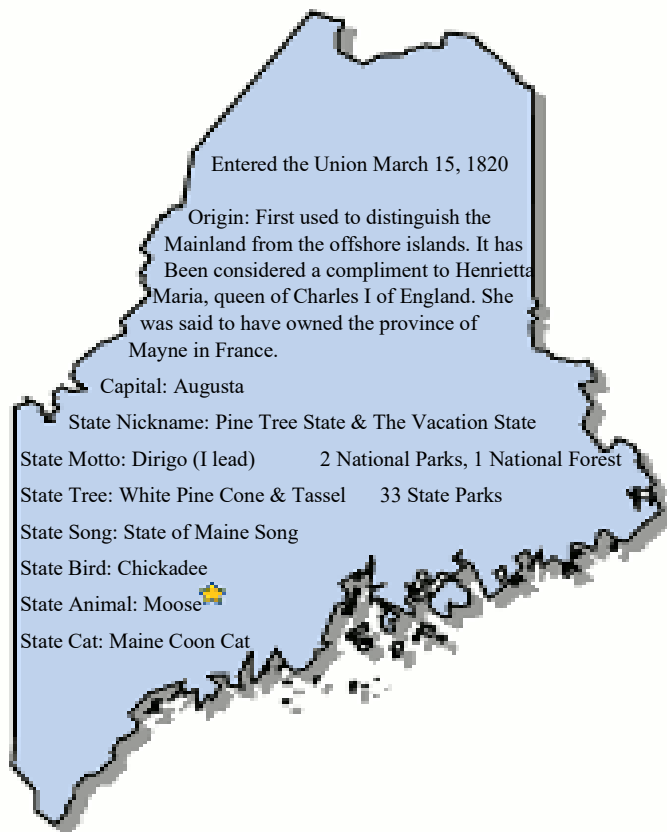 Entered the Union March 15, 1820
Origin: First used to distinguish the
Mainland from the offshore islands. It has
Been considered a compliment to Henrietta
Maria, queen of Charles I of England. She
was said to have owned the province of
Mayne in France.
Capital: Augusta
State Nickname: Pine Tree State & The Vacation State
State Motto: Dirigo (I lead) 2 National Parks, 1 National Forest
State Tree: White Pine Cone & Tassel 33 State Parks
State Song: State of Maine Song
State Bird: Chickadee
State Animal: Moose
State Cat: Maine Coon Cat